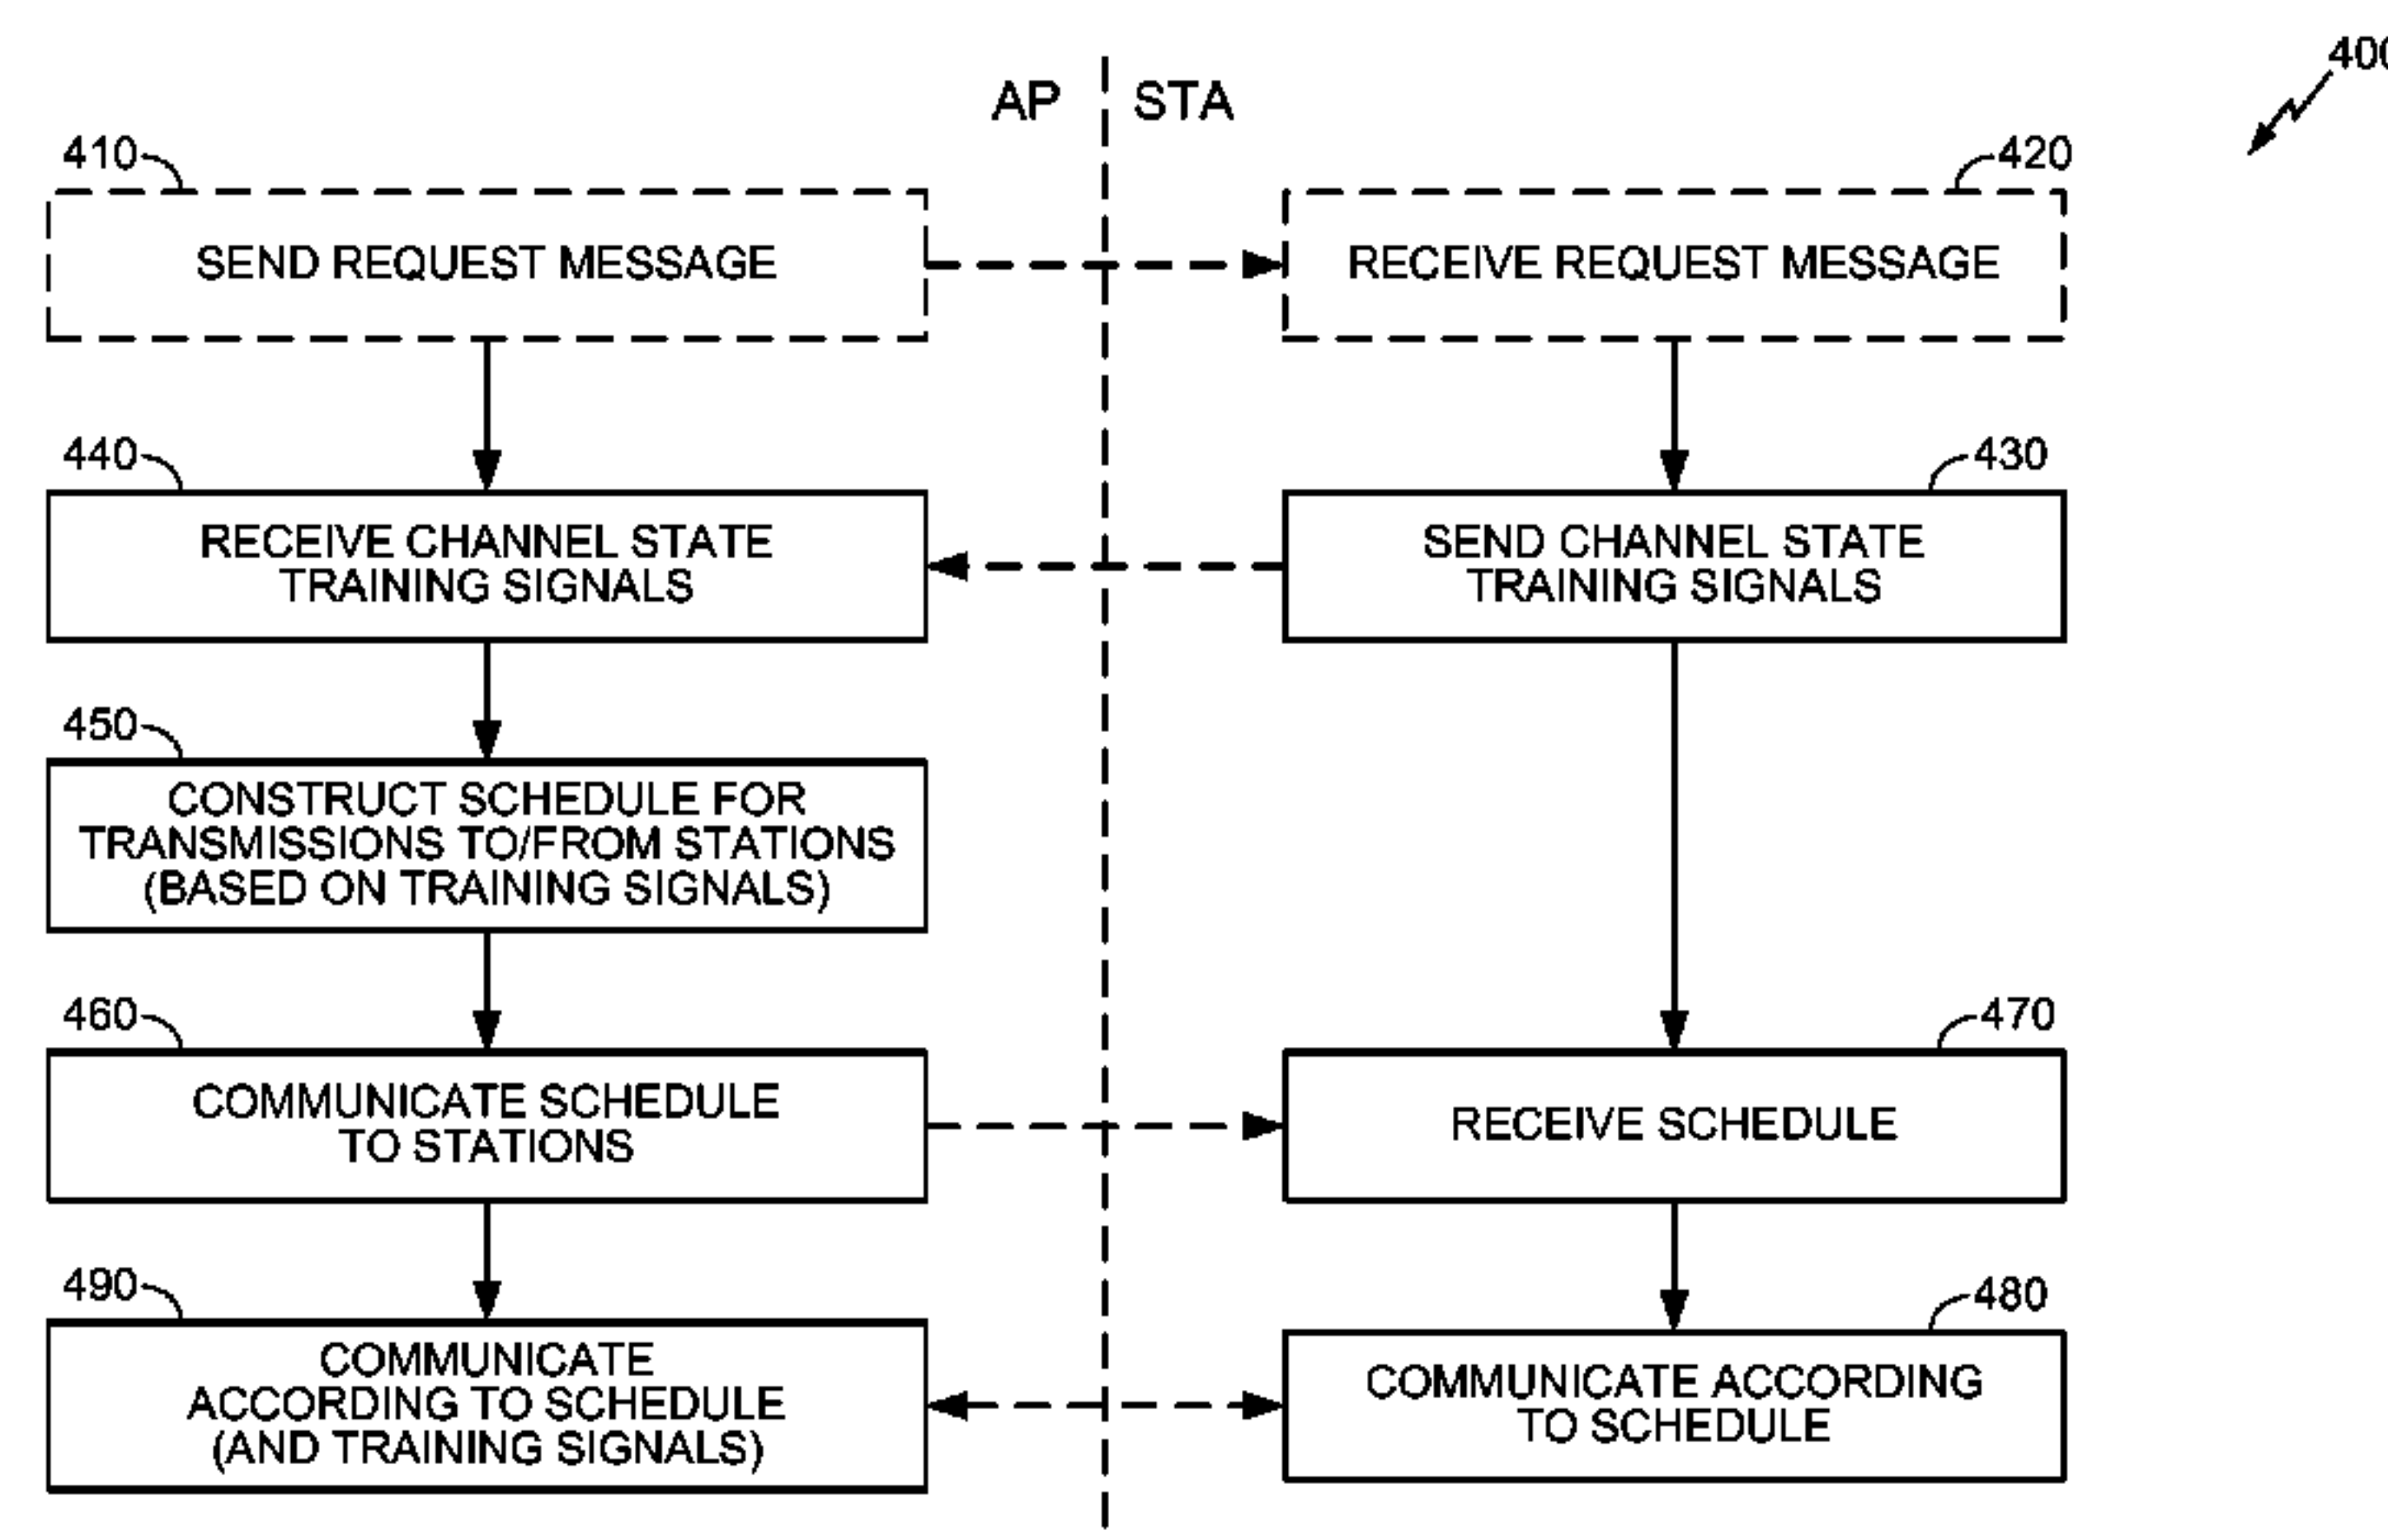 400
AP
STA
410
420
SEND REQUEST MESSAGE
RECEIVE REQUEST MESSAGE
440
430
RECEIVE CHANNEL STATE
TRAINING SIGNALS
SEND CHANNEL STATE
TRAINING SIGNALS
450
CONSTRUCT SCHEDULE FOR
TRANSMISSIONS TO/FROM STATIONS
(BASED ON TRAINING SIGNALS)
460
470
COMMUNICATE SCHEDULE
TO STATIONS
RECEIVE SCHEDULE
490
480
COMMUNICATE
ACCORDING TO SCHEDULE
(AND TRAINING SIGNALS)
COMMUNICATE ACCORDING
TO SCHEDULE